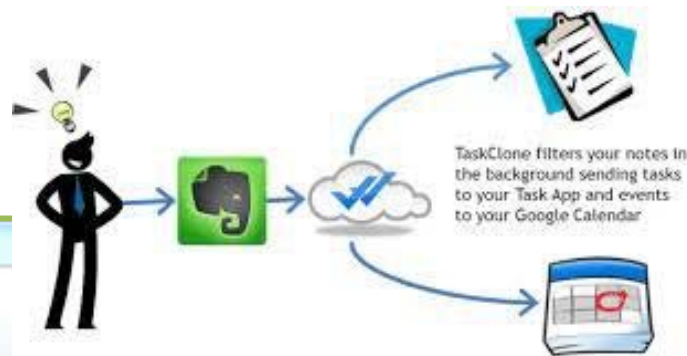 TaskClone filters your notes in
the background sending tasks
to your Task App and events
to your Google Calendar